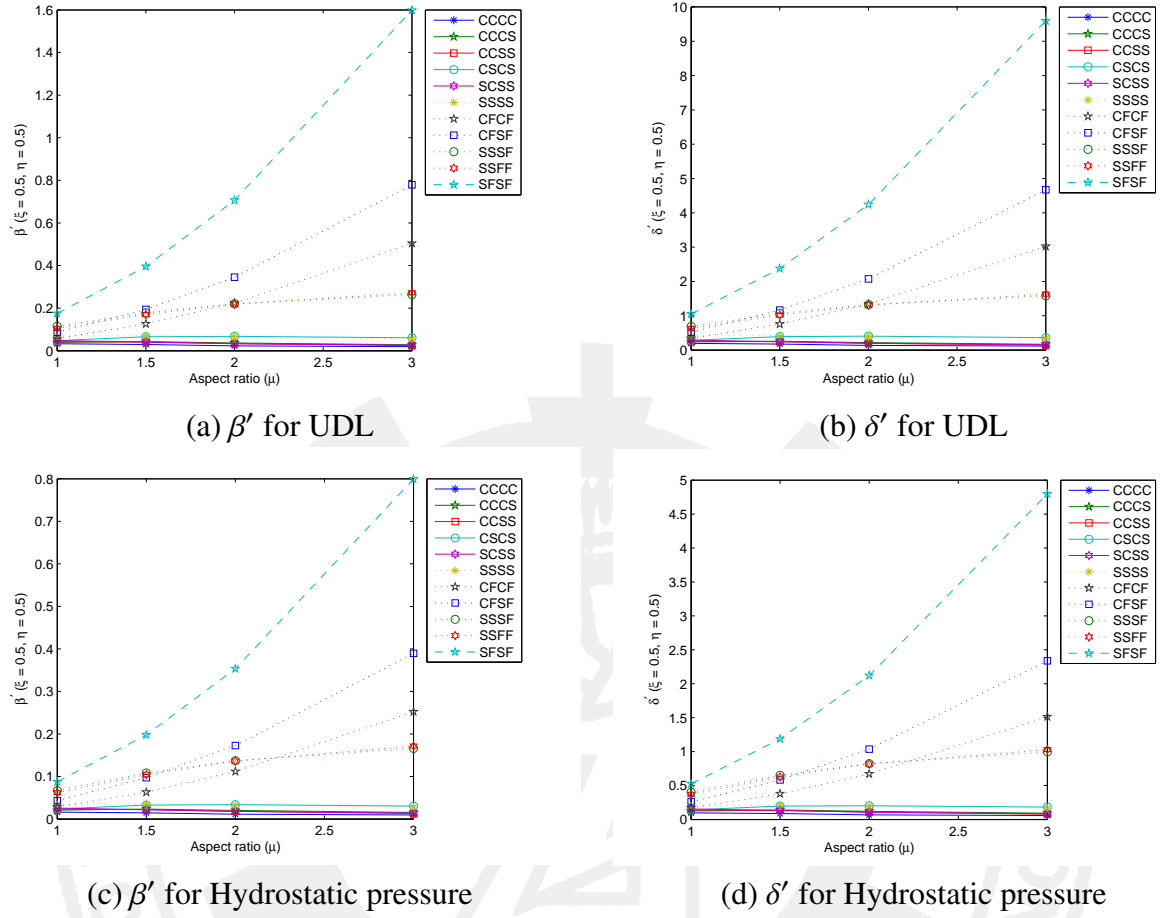 1.6
1.4
1.2
1
0.8
0.6
0.4
0.2
0
β′ (ξ = 0.5, η = 0.5)
1 1.5 2 2.5 3
Aspect ratio (μ)
CCCC
CCCS
CCSS
CSCS
SCSS
SSSS
CFCF
CFSF
SSSF
SSFF
SFSF
(a) β′ for UDL
10
9
8
7
6
5
4
3
2
1
0
δ′ (ξ = 0.5, η = 0.5)
1 1.5 2 2.5 3
Aspect ratio (μ)
CCCC
CCCS
CCSS
CSCS
SCSS
SSSS
CFCF
CFSF
SSSF
SSFF
SFSF
(b) δ′ for UDL
0.8
0.7
0.6
0.5
0.4
0.3
0.2
0.1
0
β′ (ξ = 0.5, η = 0.5)
1 1.5 2 2.5 3
Aspect ratio (μ)
CCCC
CCCS
CCSS
CSCS
SCSS
SSSS
CFCF
CFSF
SSSF
SSFF
SFSF
(c) β′ for Hydrostatic pressure
5
4.5
4
3.5
3
2.5
2
1.5
1
0.5
0
δ′ (ξ = 0.5, η = 0.5)
1 1.5 2 2.5 3
Aspect ratio (μ)
CCCC
CCCS
CCSS
CSCS
SCSS
SSSS
CFCF
CFSF
SSSF
SSFF
SFSF
(d) δ′ for Hydrostatic pressure